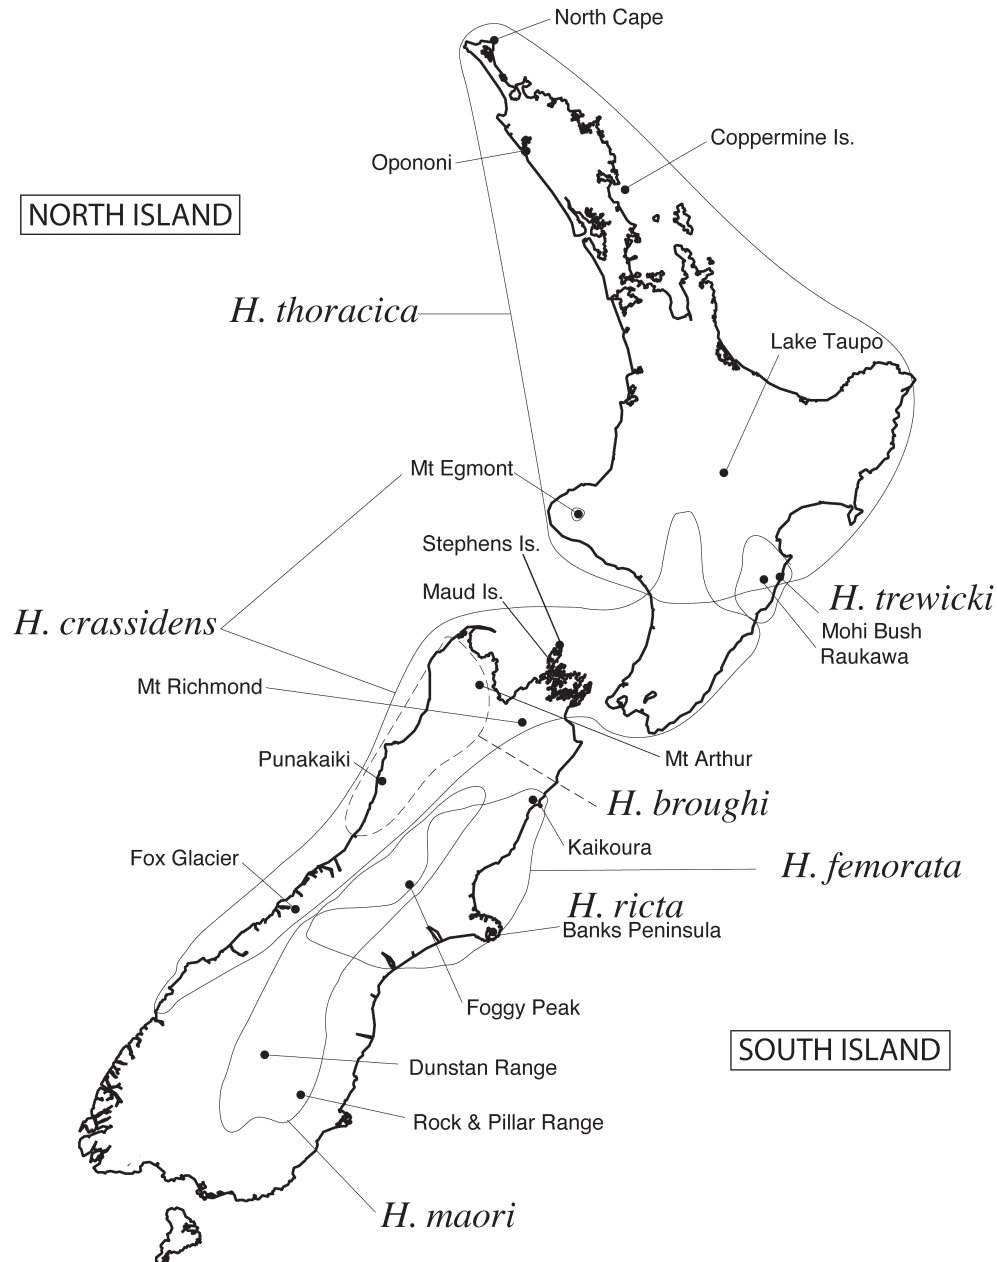 North Cape
Coppermine Is.
Opononi
NORTH ISLAND
H. thoracica
Lake Taupo
Mt Egmont
Stephens Is.
Maud Is.
H. trewicki
H. crassidens
Mohi Bush
Raukawa
Mt Richmond
Punakaiki
Mt Arthur
H. broughi
Kaikoura
Fox Glacier
H. femorata
H. ricta
Banks Peninsula
Foggy Peak
SOUTH ISLAND
Dunstan Range
Rock & Pillar Range
H. maori